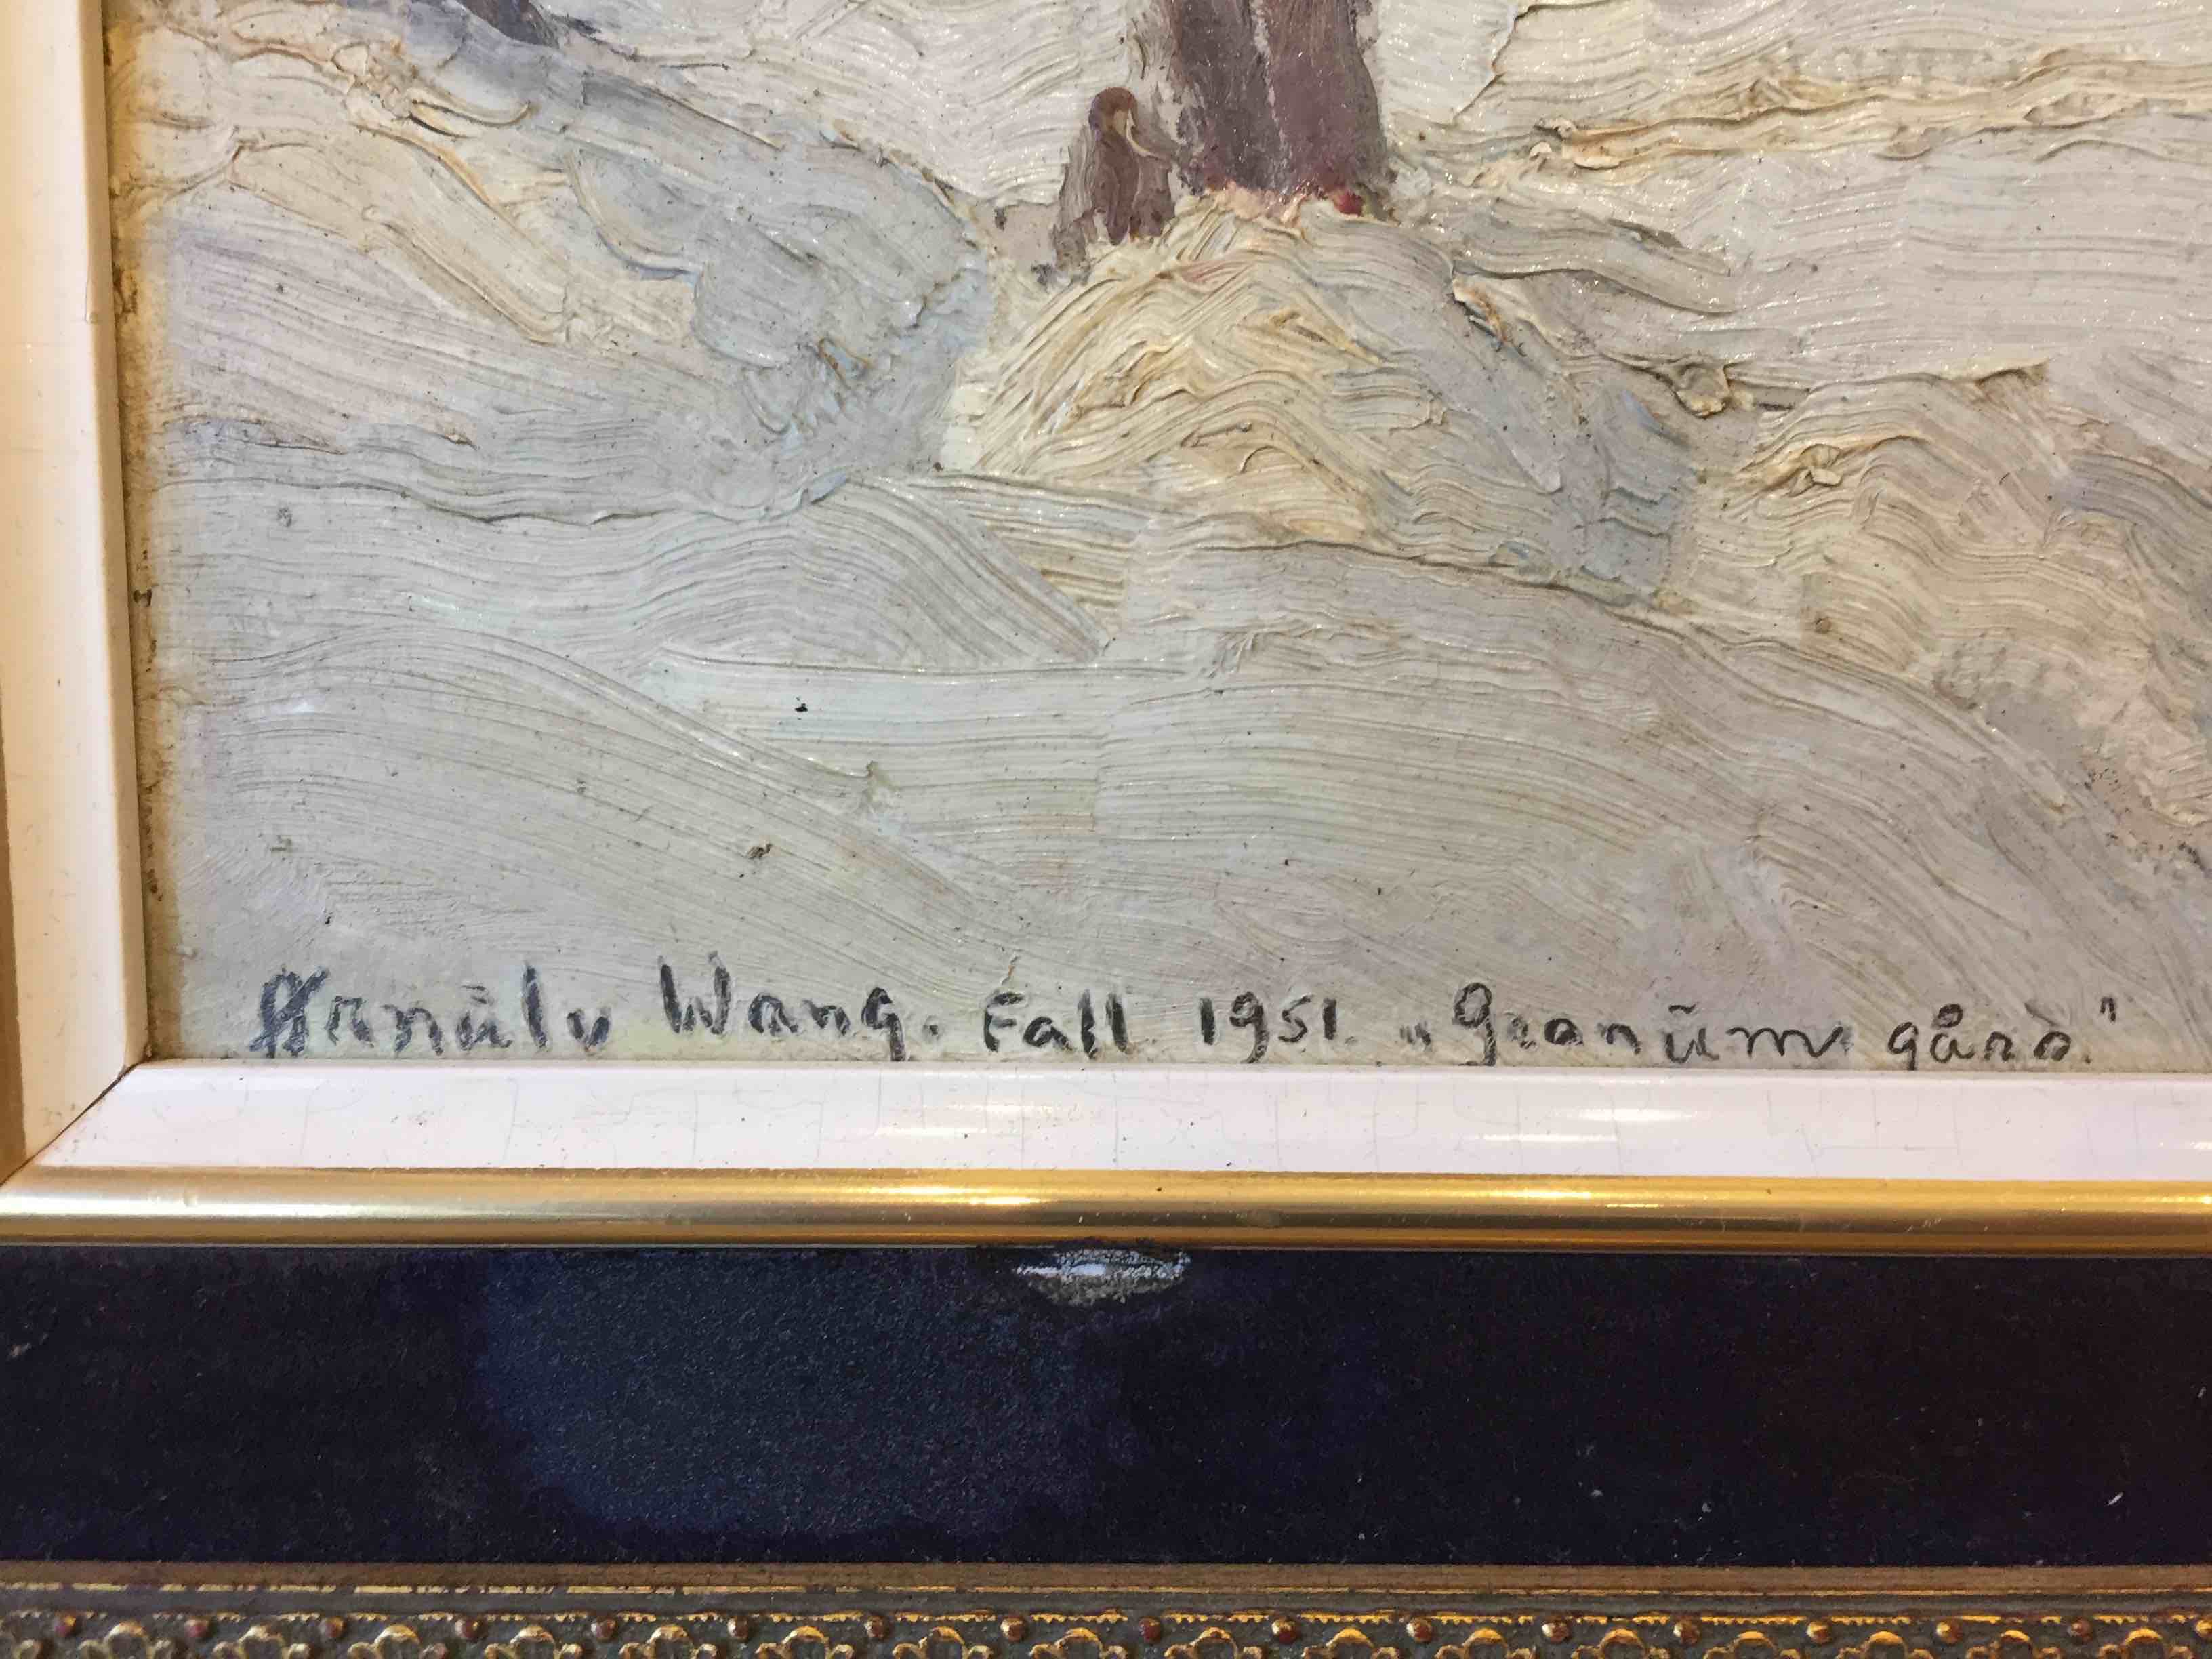 Arnulv Wang. Fall 1951. „Granum gård"